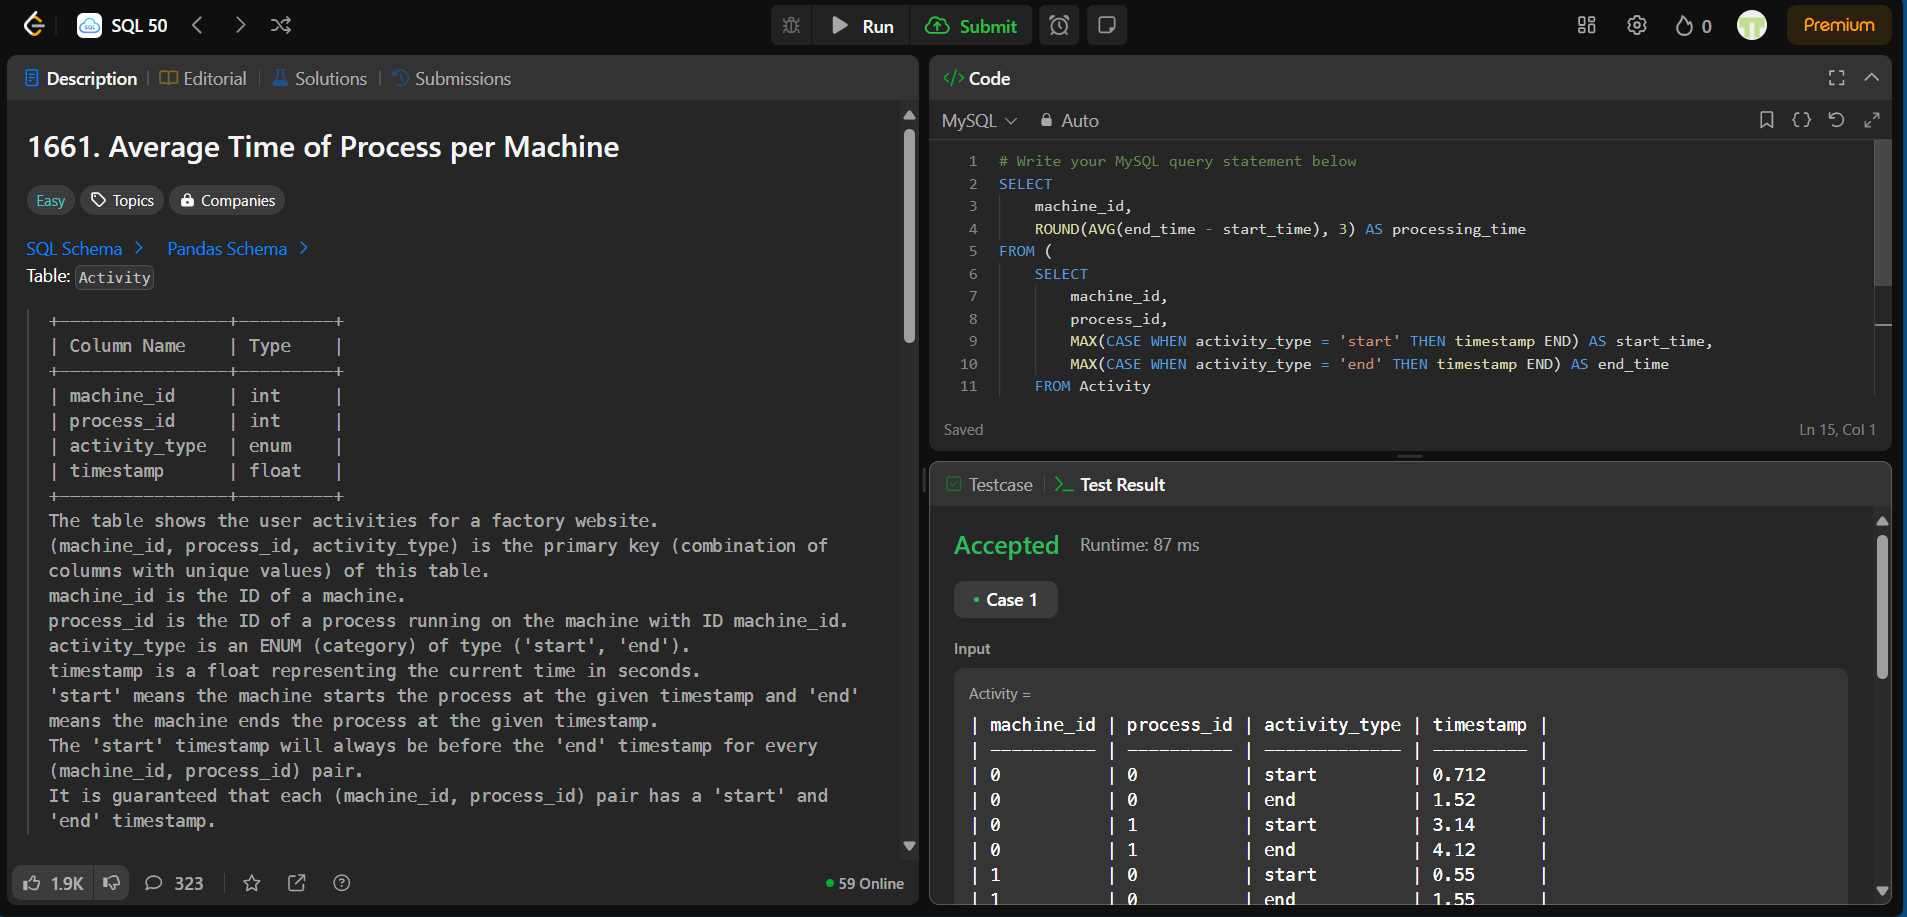 SQL 50
Run
Submit
0
Premium
Description
Editorial
Solutions
Submissions
1661. Average Time of Process per Machine
Easy
Topics
Companies
SQL Schema
Pandas Schema
Table: Activity
+----------------+---------+
| Column Name    | Type    |
+----------------+---------+
| machine_id     | int     |
| process_id     | int     |
| activity_type  | enum    |
| timestamp      | float   |
+----------------+---------+
The table shows the user activities for a factory website.
(machine_id, process_id, activity_type) is the primary key (combination of
columns with unique values) of this table.
machine_id is the ID of a machine.
process_id is the ID of a process running on the machine with ID machine_id.
activity_type is an ENUM (category) of type ('start', 'end').
timestamp is a float representing the current time in seconds.
'start' means the machine starts the process at the given timestamp and 'end'
means the machine ends the process at the given timestamp.
The 'start' timestamp will always be before the 'end' timestamp for every
(machine_id, process_id) pair.
It is guaranteed that each (machine_id, process_id) pair has a 'start' and
'end' timestamp.
1.9K
323
59 Online
</> Code
MySQL
Auto
1 # Write your MySQL query statement below
2 SELECT
3     machine_id,
4     ROUND(AVG(end_time - start_time), 3) AS processing_time
5 FROM (
6     SELECT
7         machine_id,
8         process_id,
9         MAX(CASE WHEN activity_type = 'start' THEN timestamp END) AS start_time,
10         MAX(CASE WHEN activity_type = 'end' THEN timestamp END) AS end_time
11     FROM Activity
Saved
Ln 15, Col 1
Testcase
>_ Test Result
Accepted
Runtime: 87 ms
• Case 1
Input
Activity =
| machine_id | process_id | activity_type | timestamp |
| ---------- | ---------- | ------------- | --------- |
| 0          | 0          | start         | 0.712     |
| 0          | 0          | end           | 1.52      |
| 0          | 1          | start         | 3.14      |
| 0          | 1          | end           | 4.12      |
| 1          | 0          | start         | 0.55      |
| 1          | 0          | end           | 1.55      |